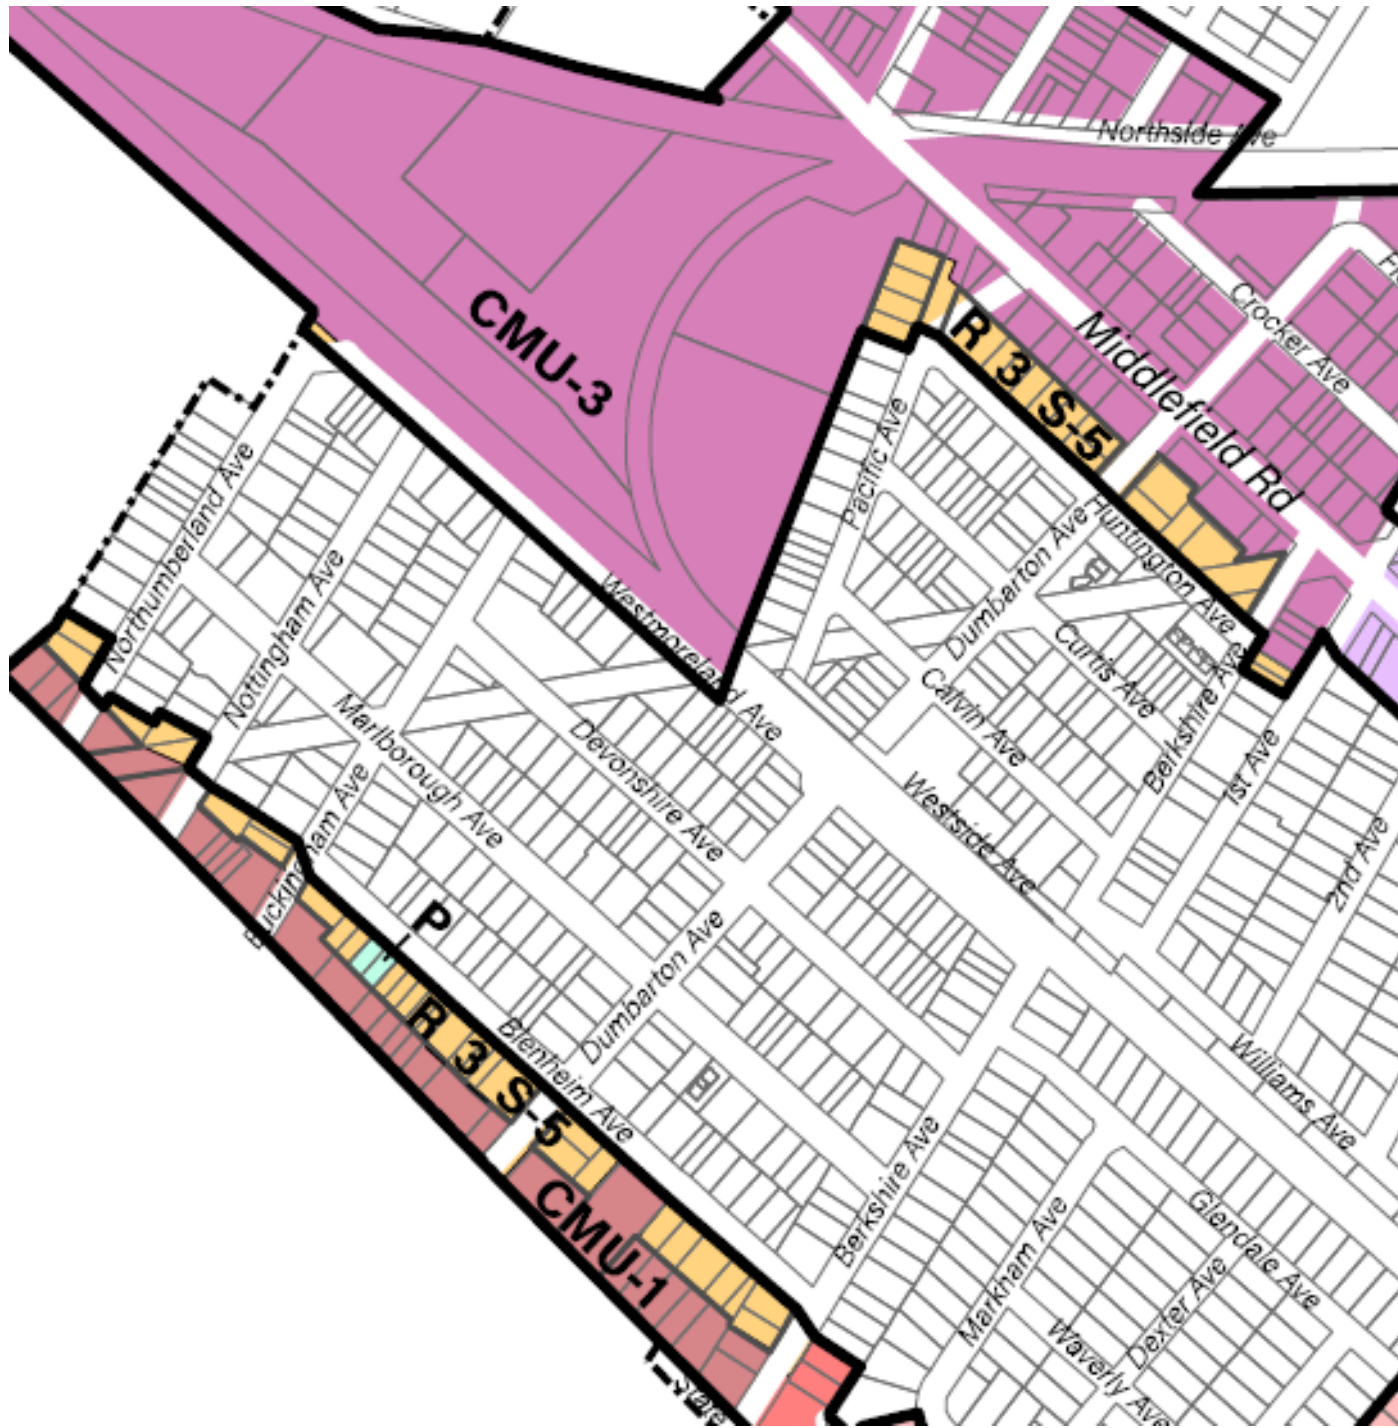 Northside Ave
CMU-3
R 3 S-5
Middlefield Rd
Crocker Ave
Pacific Ave
Northumberland Ave
Nottingham Ave
Huntington Ave
Dumbarton Ave
Westmoreland Ave
Curtis Ave
Calvin Ave
Berkshire Ave
1st Ave
Marlborough Ave
Devonshire Ave
Westside Ave
2nd Ave
P
Dumbarton Ave
R 3 S-5
Blenheim Ave
Williams Ave
Berkshire Ave
CMU-1
Markham Ave
Glendale Ave
Dexter Ave
Waverly Ave